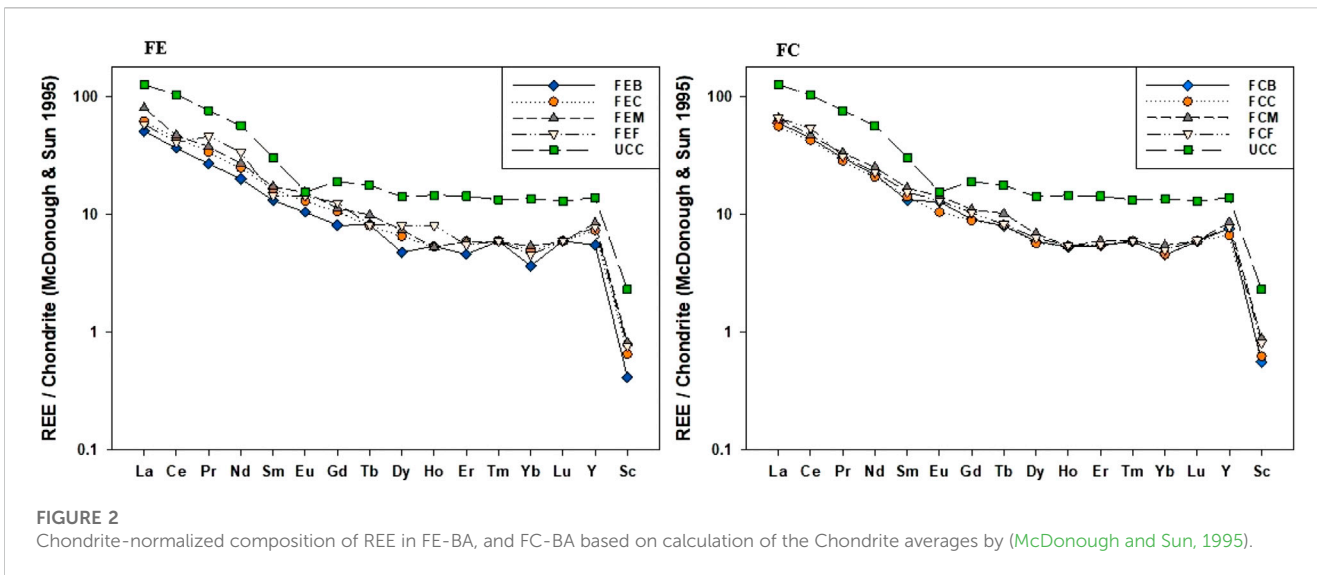 FE
REE / Chondrite (McDonough & Sun 1995)
100
10
1
0.1
FEB
FEC
FEM
FEF
UCC
La Ce Pr Nd Sm Eu Gd Tb Dy Ho Er Tm Yb Lu Y Sc
FC
REE / Chondrite (McDonough & Sun 1995)
100
10
1
0.1
FCB
FCC
FCM
FCF
UCC
La Ce Pr Nd Sm Eu Gd Tb Dy Ho Er Tm Yb Lu Y Sc
FIGURE 2
Chondrite-normalized composition of REE in FE-BA, and FC-BA based on calculation of the Chondrite averages by (McDonough and Sun, 1995).